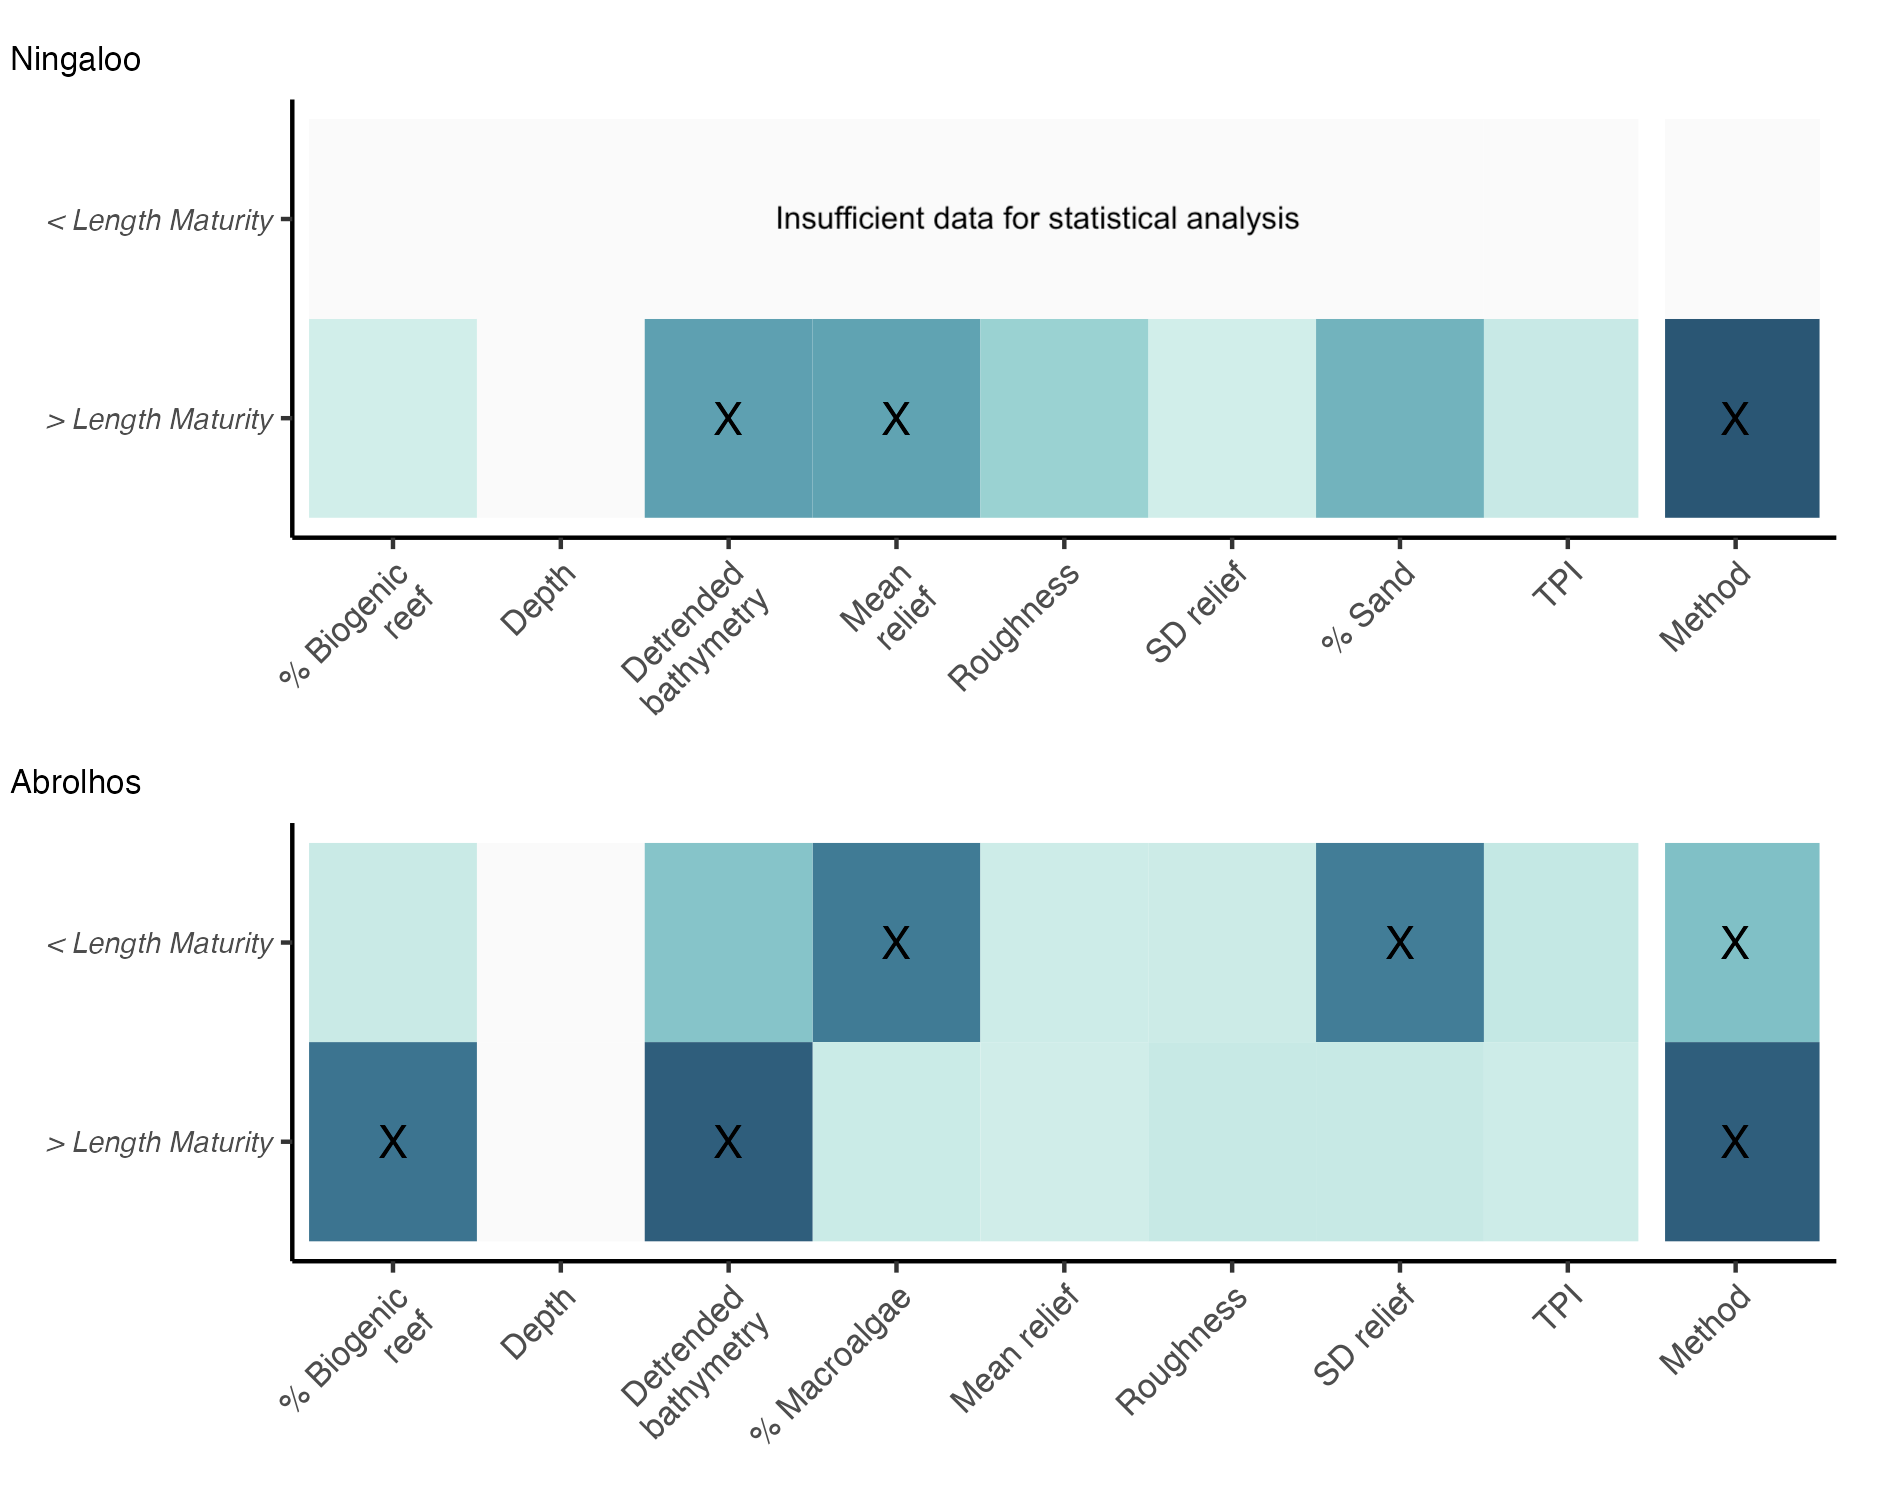 Ningaloo
< Length Maturity
Insufficient data for statistical analysis
> Length Maturity
X
X
X
% Biogenic
reef
Depth
Detrended
bathymetry
Mean
relief
Roughness
SD relief
% Sand
TPI
Method
Abrolhos
< Length Maturity
X
X
X
> Length Maturity
X
X
X
% Biogenic
reef
Depth
Detrended
bathymetry
% Macroalgae
Mean relief
Roughness
SD relief
TPI
Method